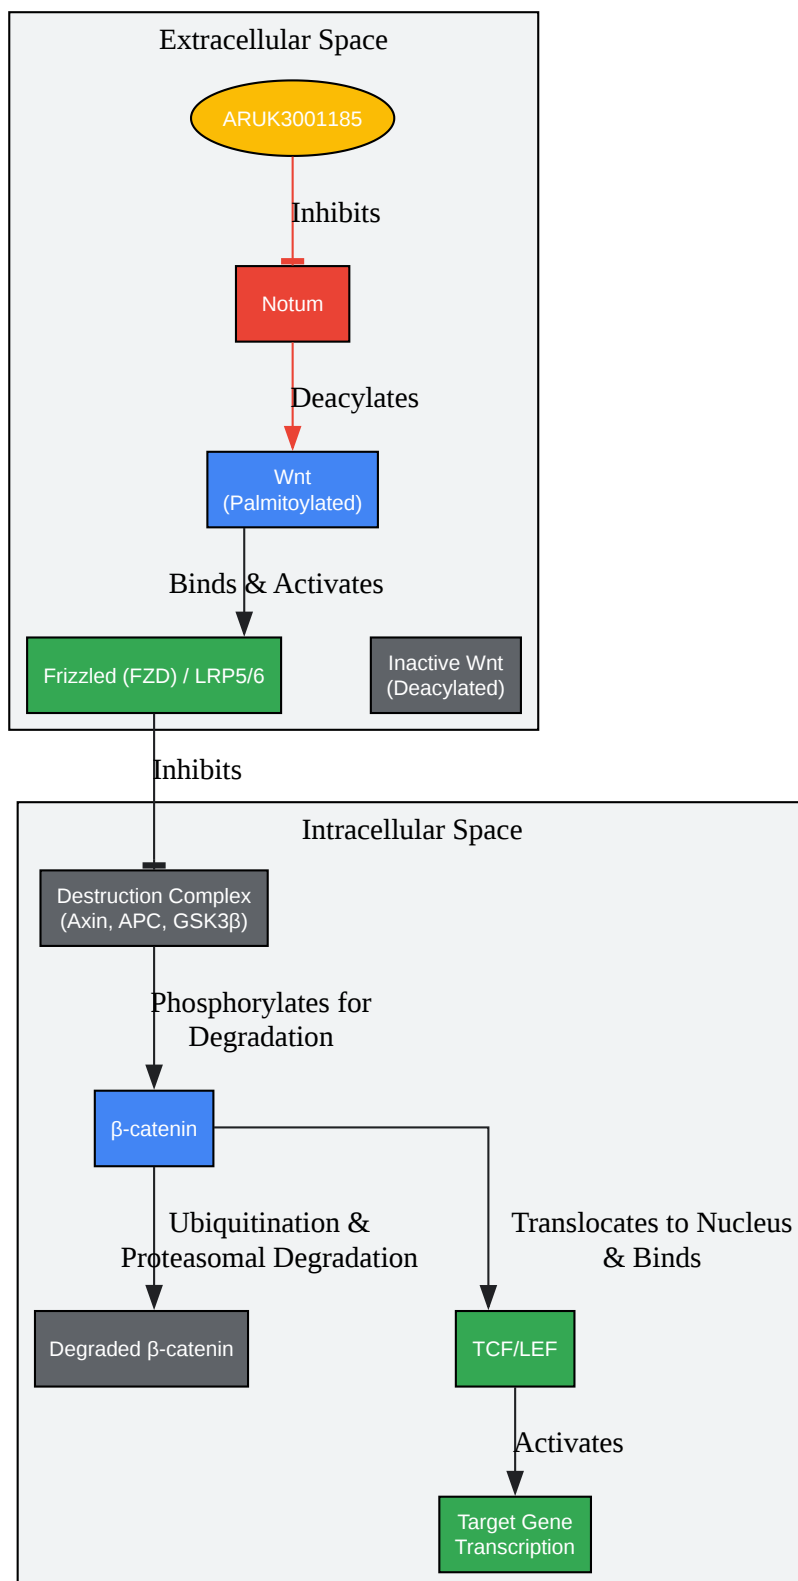 Extracellular Space
ARUK3001185
Inhibits
Notum
Deacylates
Wnt
(Palmitoylated)
Binds & Activates
Frizzled (FZD) / LRP5/6
Inactive Wnt
(Deacylated)
Inhibits
Intracellular Space
Destruction Complex
(Axin, APC, GSK3β)
Phosphorylates for
Degradation
β-catenin
Ubiquitination &
Proteasomal Degradation
Translocates to Nucleus
& Binds
Degraded β-catenin
TCF/LEF
Activates
Target Gene
Transcription